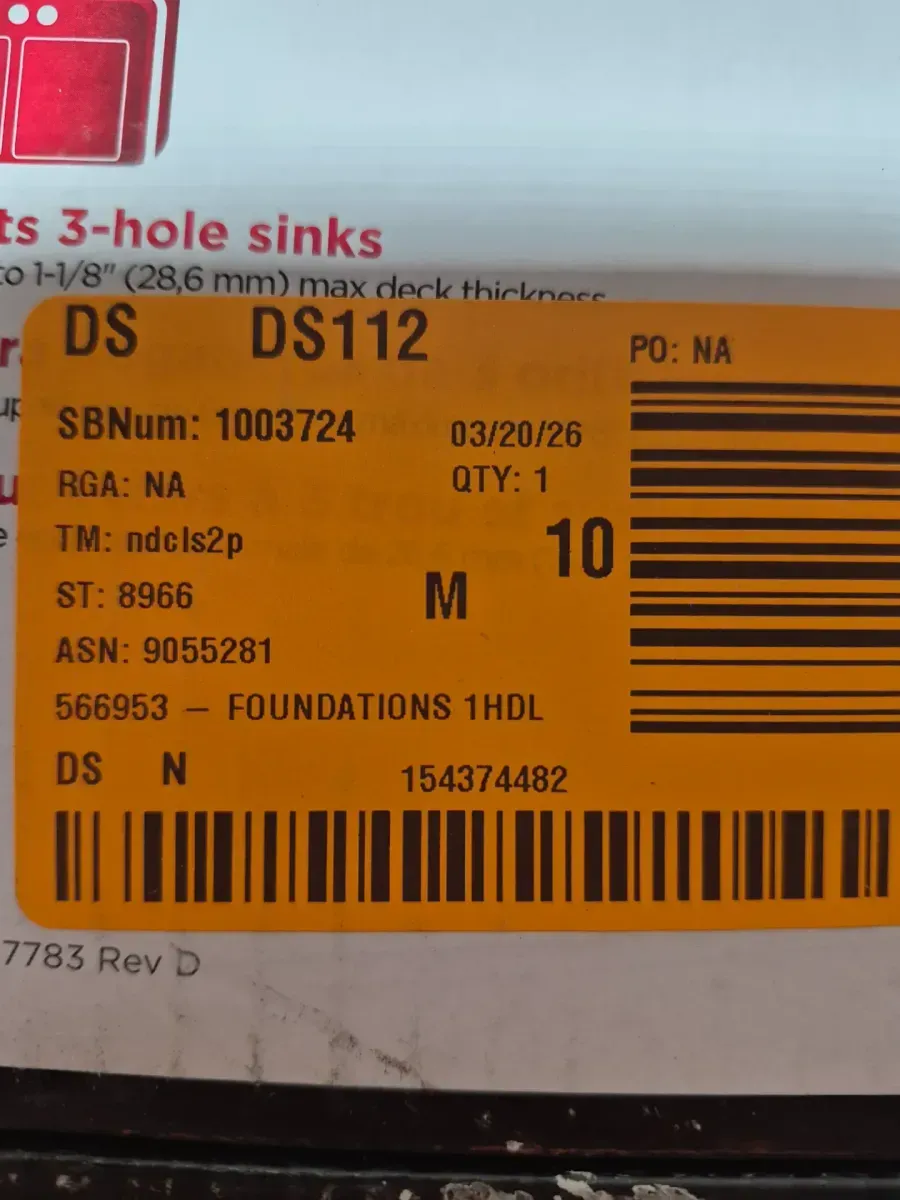 ts 3-hole sinks
to 1-1/8" (28,6 mm) max deck thickness
DS DS112
PO: NA
SBNum: 1003724
03/20/26
RGA: NA
QTY: 1
TM: ndcls2p
10
ST: 8966
M
ASN: 9055281
566953 – FOUNDATIONS 1HDL
DS N
154374482
7783 Rev D